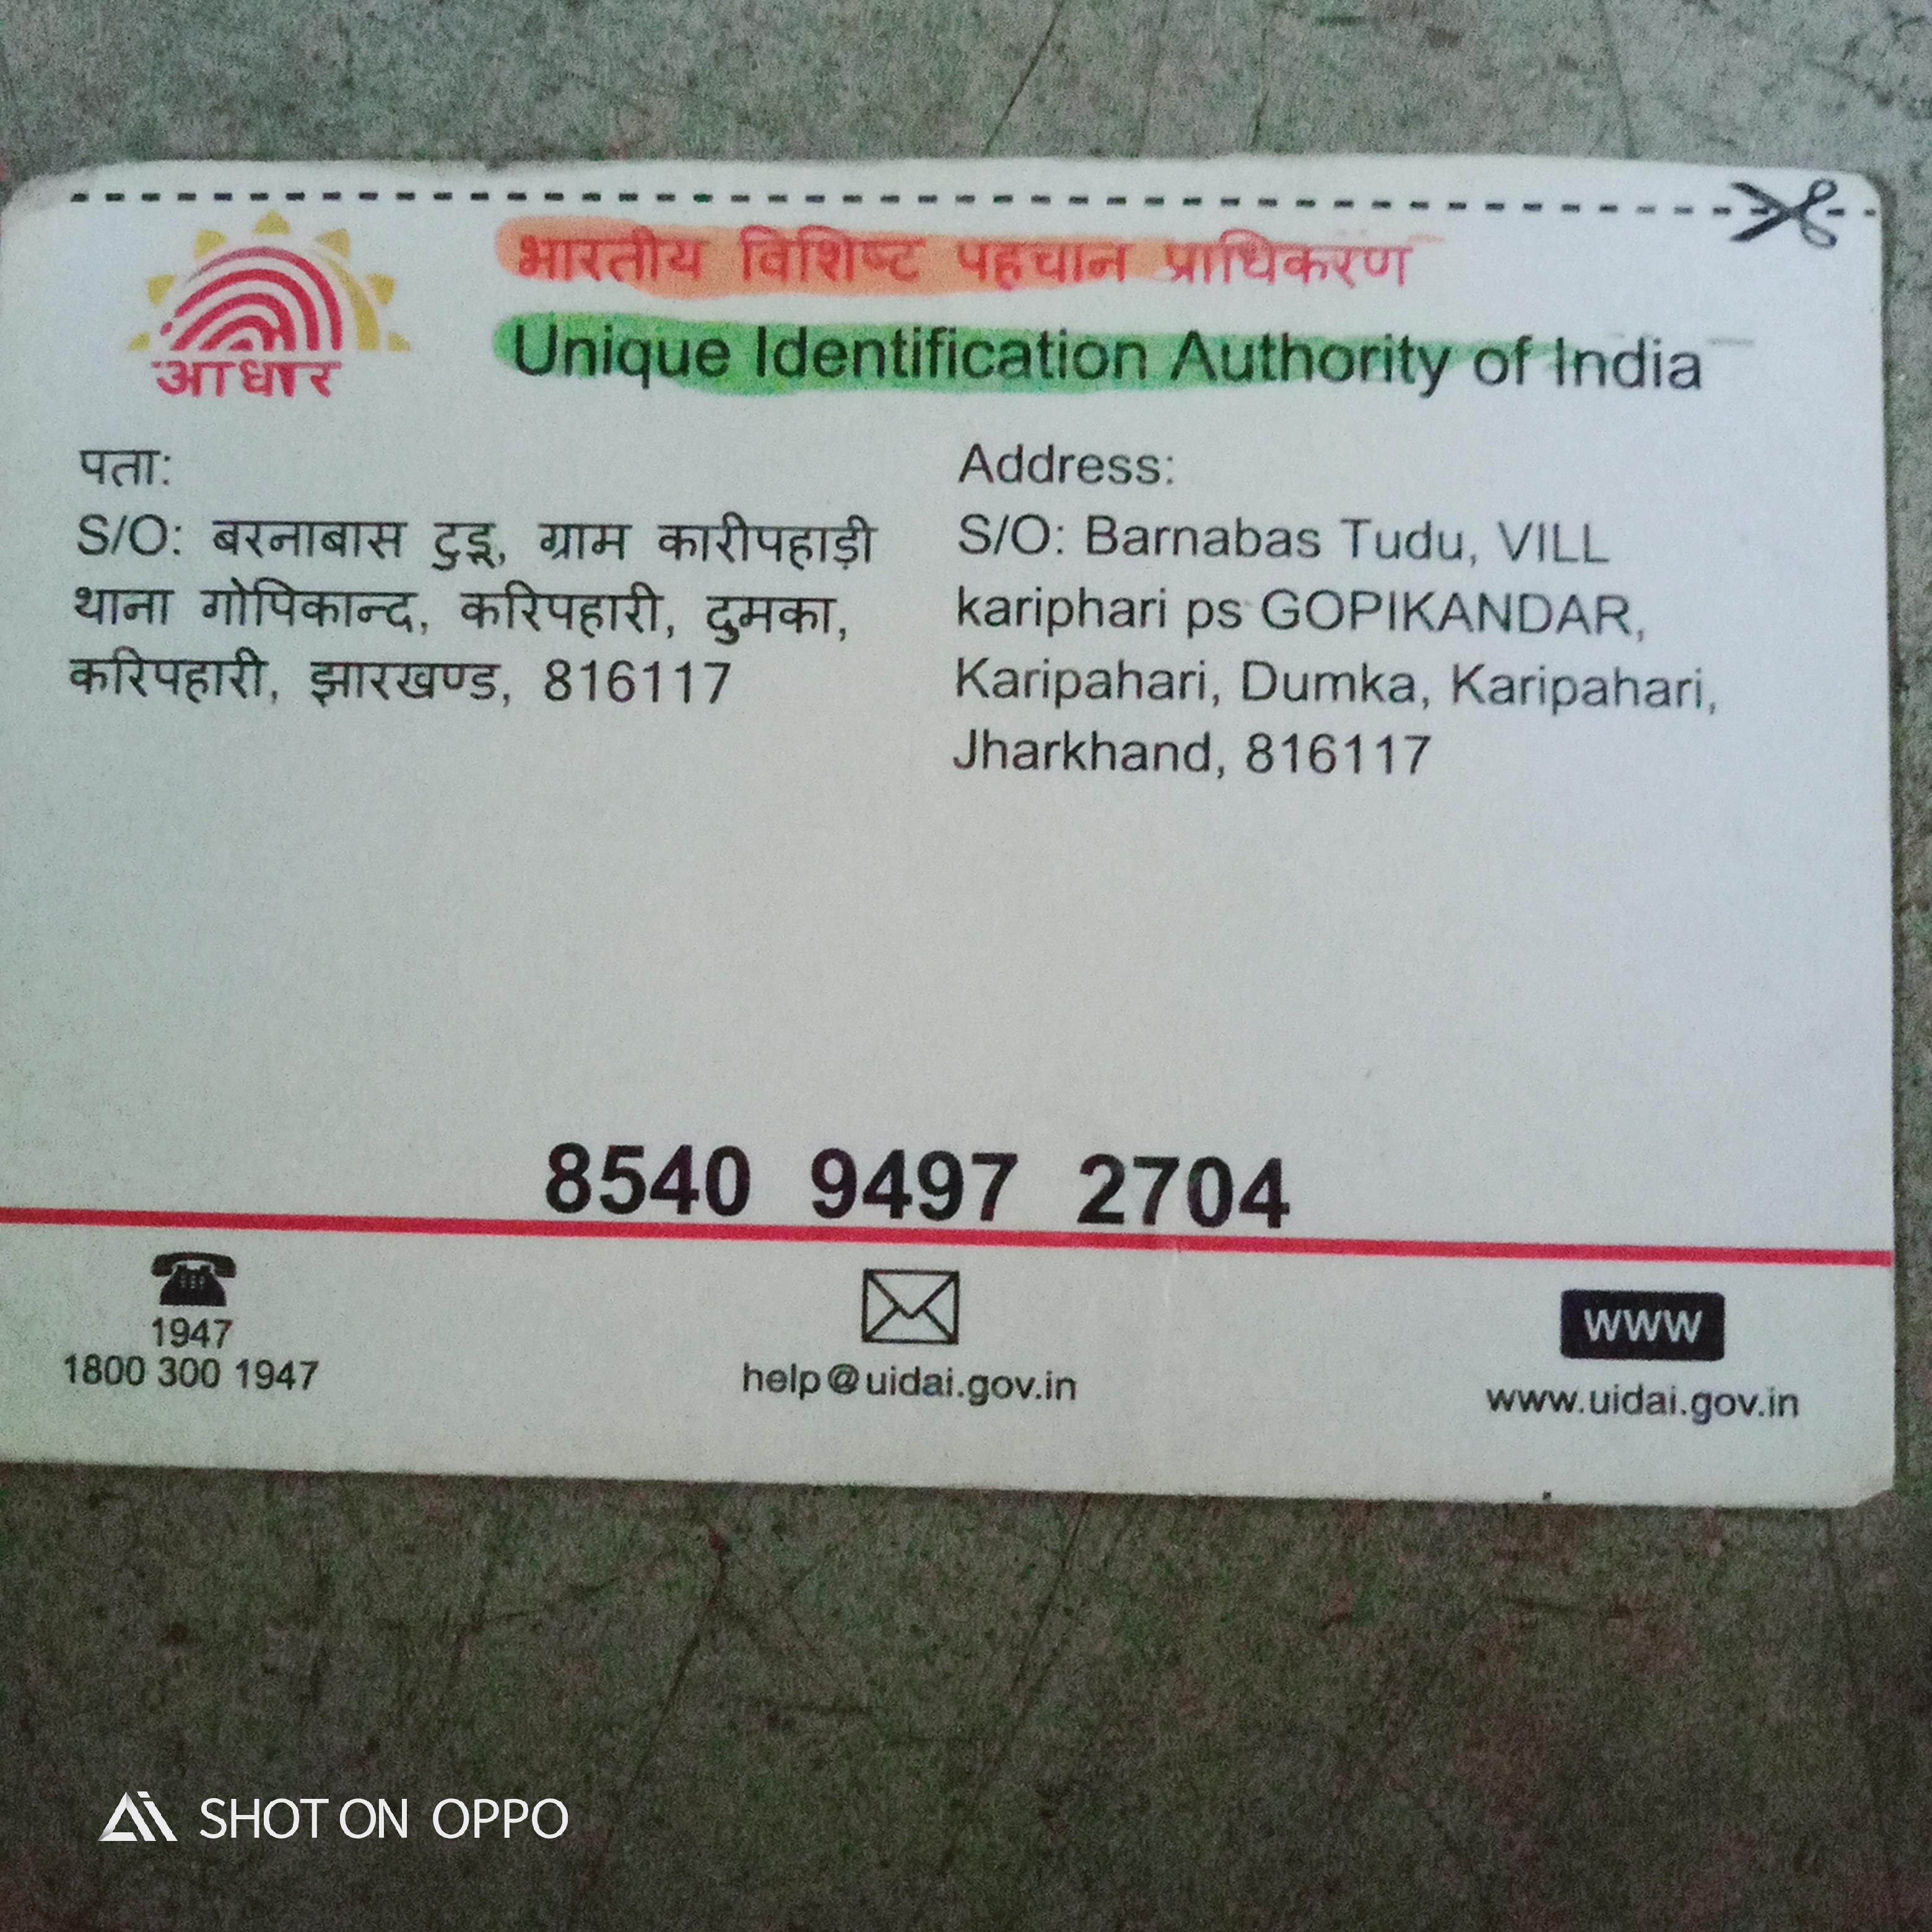 भारतीय विशिष्ट पहचान प्राधिकरण
आधार
Unique Identification Authority of India
पता:
S/O: बरनाबास टुडू, ग्राम कारीपहाड़ी
थाना गोपिकान्द, करिपहारी, दुमका,
करिपहारी, झारखण्ड, 816117
Address:
S/O: Barnabas Tudu, VILL
kariphari ps GOPIKANDAR,
Karipahari, Dumka, Karipahari,
Jharkhand, 816117
8540 9497 2704
1947
1800 300 1947
help@uidai.gov.in
www
www.uidai.gov.in
Ai SHOT ON OPPO